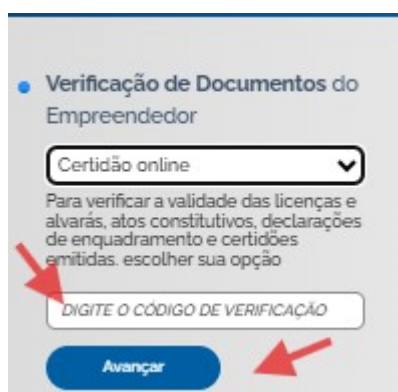 Verificação de Documentos do
Empreendedor
Certidão online
Para verificar a validade das licenças e
alvarás, atos constitutivos, declarações
de enquadramento e certidões
emitidas. escolher sua opção
DIGITE O CÓDIGO DE VERIFICAÇÃO
Avançar